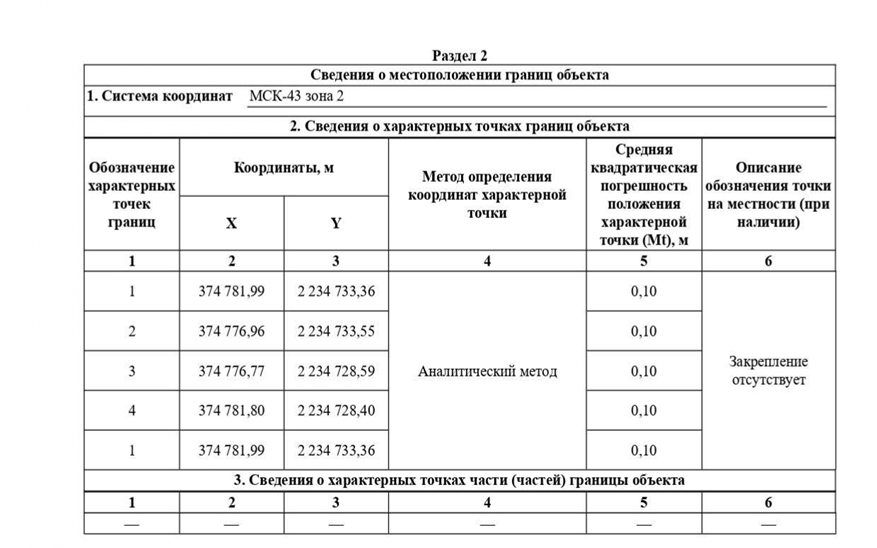 Раздел 2
Сведения о местоположении границ объекта
1. Система координат МСК-43 зона 2
2. Сведения о характерных точках границ объекта
Обозначение характерных точек границ
Координаты, м
X
Y
Метод определения координат характерной точки
Средняя квадратическая погрешность положения характерной точки (Mt), м
Описание обозначения точки на местности (при наличии)
1 2 3 4 5 6
1 374 781,99 2 234 733,36 0,10
2 374 776,96 2 234 733,55 0,10
3 374 776,77 2 234 728,59 Аналитический метод 0,10 Закрепление отсутствует
4 374 781,80 2 234 728,40 0,10
1 374 781,99 2 234 733,36 0,10
3. Сведения о характерных точках части (частей) границы объекта
1 2 3 4 5 6
— — — — — —